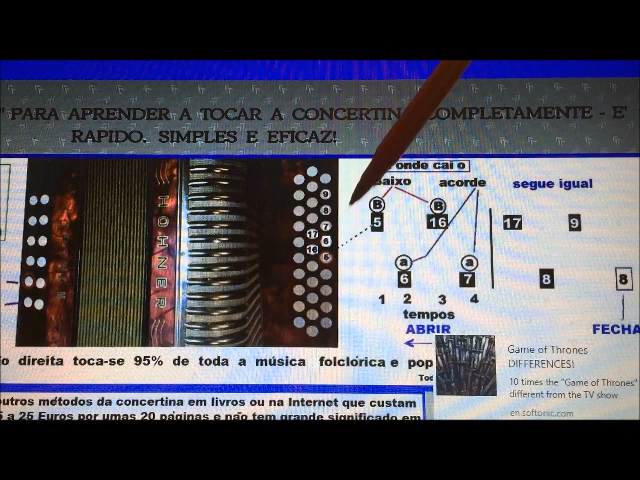 " PARA APRENDER A TOCAR A CONCERTIN COMPLETAMENTE - E'
RAPIDO. SIMPLES E EFICAZ!
onde cai o
baixo acorde segue igual
B B
5 16 17 9
a a
6 7 8 8
1 2 3 4
tempos
ABRIR FECHA
HOHNER
9
8
7
17 6
16 5
o direita toca-se 95% de toda a música folclórica e pop
Game of Thrones
DIFFERENCES!
10 times the "Game of Thrones"
different from the TV show
en.softonic.com
outros métodos da concertina em livros ou na Internet que custam
5 a 25 Euros por umas 20 páginas e não tem grande significado em